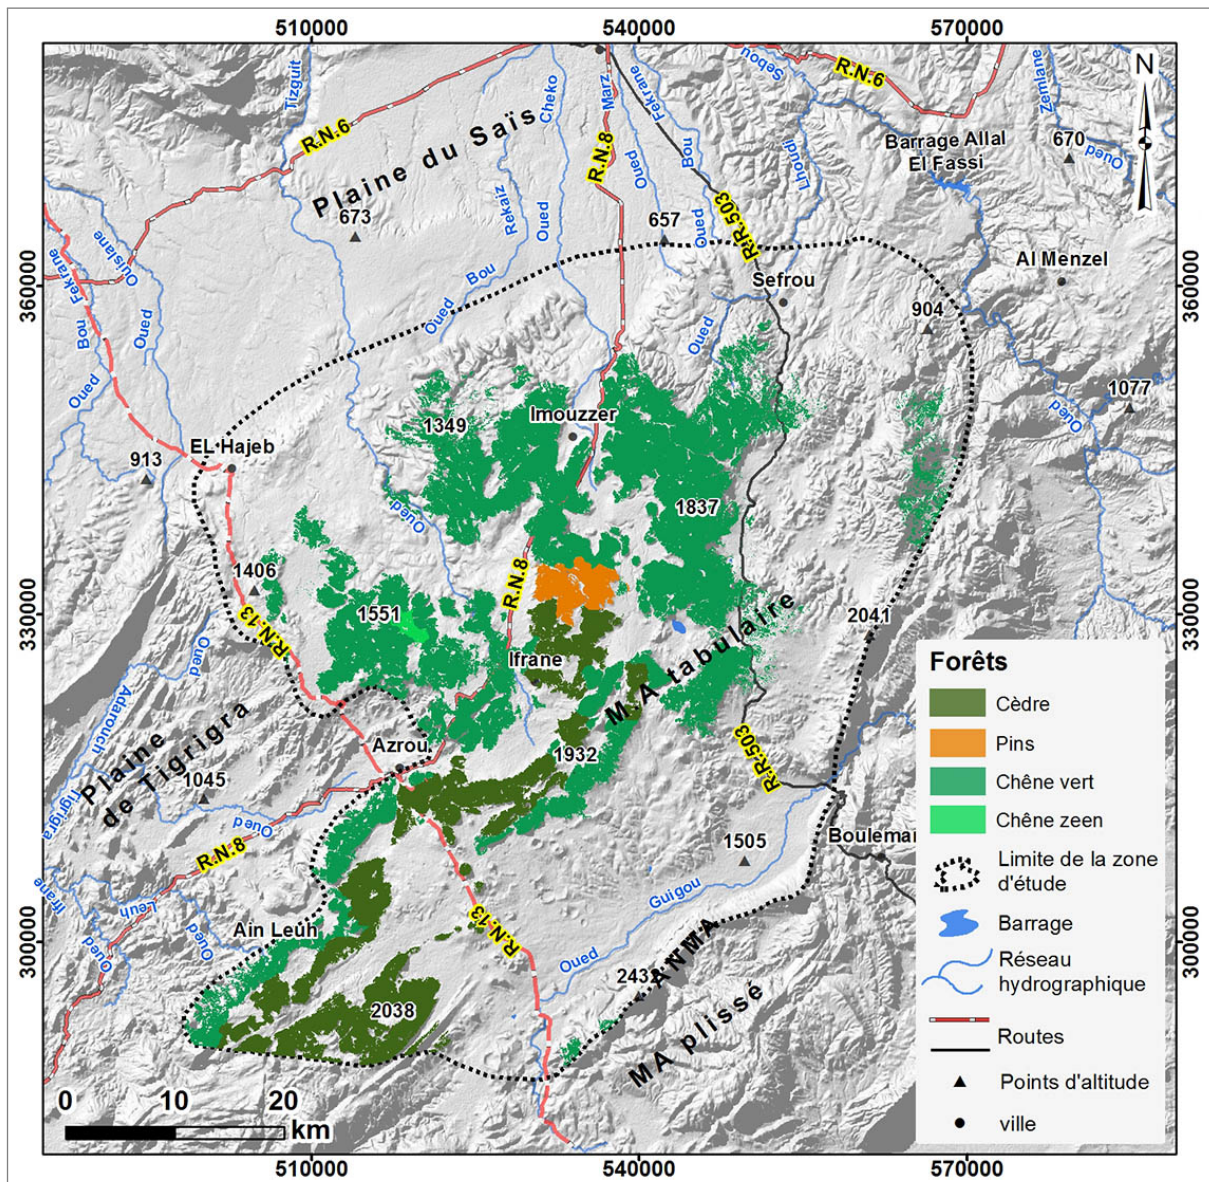 510000
540000
570000
N
360000
330000
300000
360000
330000
300000
Tizguit
R.N.6
Cheko
Marz
Fekrane
Sebou
R.N.6
Zemlane
Plaine du Saïs
R.N.8
Oued
Bou
Lhoudi
Barrage Allal
El Fassi
670
Oued
Rekaiz
Oued
673
657
Oued
R.R.503
Ouislane
Bou Fekrane
Oued
Oued
Bou
Oued
Sefrou
Al Menzel
904
Oued
Oued
1077
Oued
EL Hajeb
913
1349
Imouzzer
1837
Oued
1406
R.N.13
1551
R.N.8
Ifrane
M.A tabulaire
2041
Oued
Adarouch
Plaine
de Tigrigra
1045
Tigrigra
Azrou
1932
R.R.503
Oued
R.N.8
1505
Boulemar
Guigou
Ifrane
Leuh
Oued
Oued
Ain Leuh
R.N.13
Oued
2438
ANMA
MA plissé
2038
Forêts
Cèdre
Pins
Chêne vert
Chêne zeen
Limite de la zone
d'étude
Barrage
Réseau
hydrographique
Routes
Points d'altitude
ville
0 10 20
km
510000
540000
570000